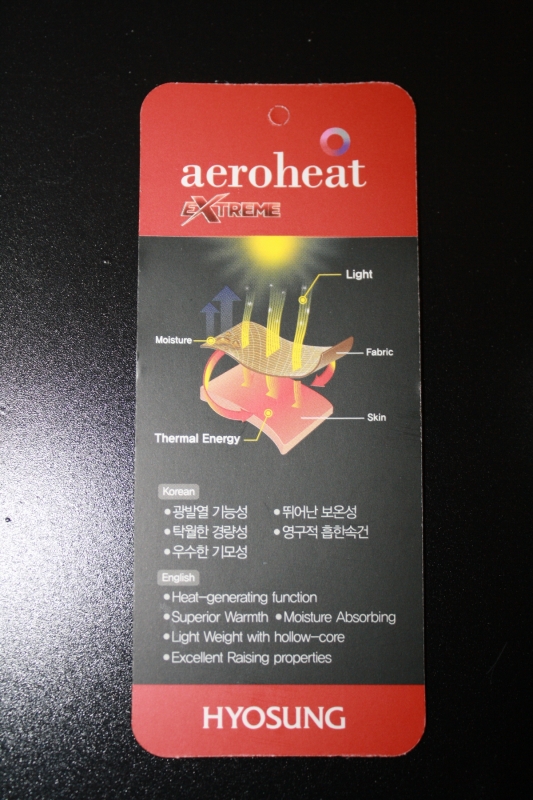 aeroheat
EXTREME
Light
Moisture
Fabric
Skin
Thermal Energy
Korean
•광발열 기능성 •뛰어난 보온성
•탁월한 경량성 •영구적 흡한속건
•우수한 기모성
English
•Heat-generating function
•Superior Warmth •Moisture Absorbing
•Light Weight with hollow-core
•Excellent Raising properties
HYOSUNG